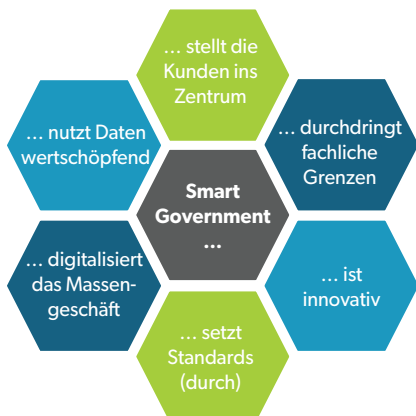 ... stellt die
Kunden ins
Zentrum
... nutzt Daten
wertschöpfend
... durchdringt
fachliche
Grenzen
Smart
Government
...
... digitalisiert
das Massen-
geschäft
... ist
innovativ
... setzt
Standards
(durch)